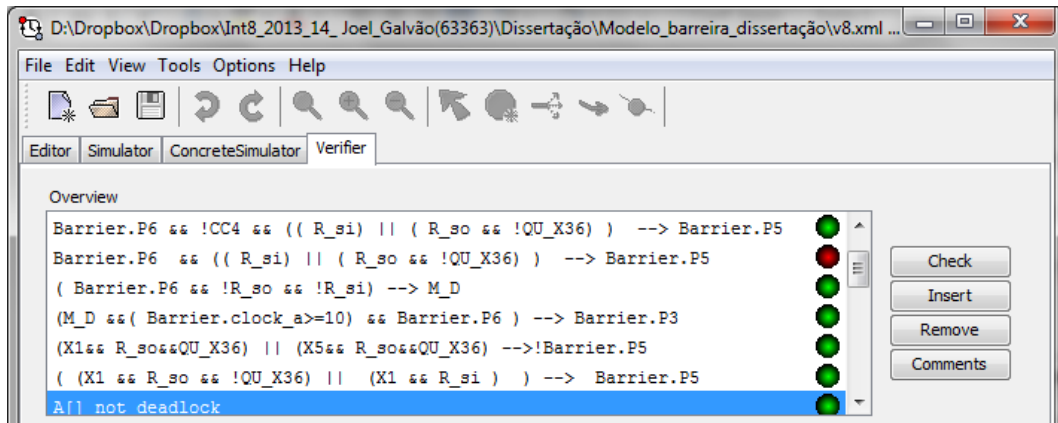 D:\Dropbox\Dropbox\Int8_2013_14_ Joel_Galvão(63363)\Dissertação\Modelo_barreira_dissertação\v8.xml ...
File Edit View Tools Options Help
Editor Simulator ConcreteSimulator Verifier
Overview
Barrier.P6 && !CC4 && (( R_si) || ( R_so && !QU_X36) ) --> Barrier.P5
Barrier.P6 && (( R_si) || ( R_so && !QU_X36) ) --> Barrier.P5
Check
( Barrier.P6 && !R_so && !R_si) --> M_D
Insert
(M_D &&( Barrier.clock_a>=10) && Barrier.P6 ) --> Barrier.P3
Remove
(X1&& R_so&&QU_X36) || (X5&& R_so&&QU_X36) -->!Barrier.P5
Comments
( (X1 && R_so && !QU_X36) || (X1 && R_si ) ) --> Barrier.P5
A[] not deadlock